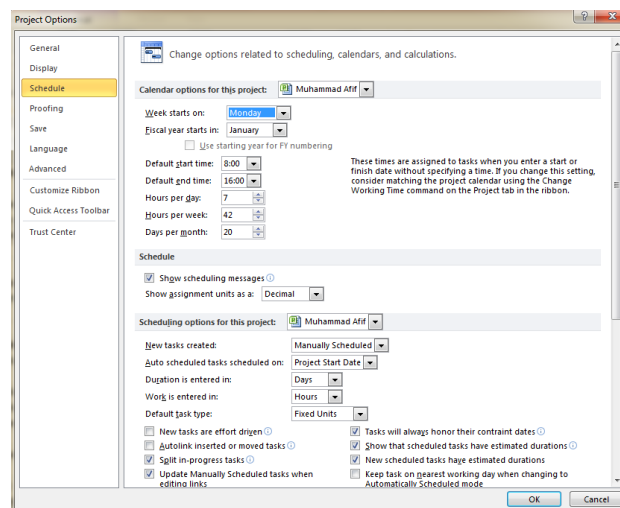 Project Options
General
Display
Schedule
Proofing
Save
Language
Advanced
Customize Ribbon
Quick Access Toolbar
Trust Center
Change options related to scheduling, calendars, and calculations.
Calendar options for this project: Muhammad Afif
Week starts on: Monday
Fiscal year starts in: January
Use starting year for FY numbering
Default start time: 8:00
Default end time: 16:00
Hours per day: 7
Hours per week: 42
Days per month: 20
These times are assigned to tasks when you enter a start or
finish date without specifying a time. If you change this setting,
consider matching the project calendar using the Change
Working Time command on the Project tab in the ribbon.
Schedule
Show scheduling messages
Show assignment units as a: Decimal
Scheduling options for this project: Muhammad Afif
New tasks created: Manually Scheduled
Auto scheduled tasks scheduled on: Project Start Date
Duration is entered in: Days
Work is entered in: Hours
Default task type: Fixed Units
New tasks are effort driven
Autolink inserted or moved tasks
Split in-progress tasks
Update Manually Scheduled tasks when
editing links
Tasks will always honor their contraint dates
Show that scheduled tasks have estimated durations
New scheduled tasks have estimated durations
Keep task on nearest working day when changing to
Automatically Scheduled mode
OK
Cancel